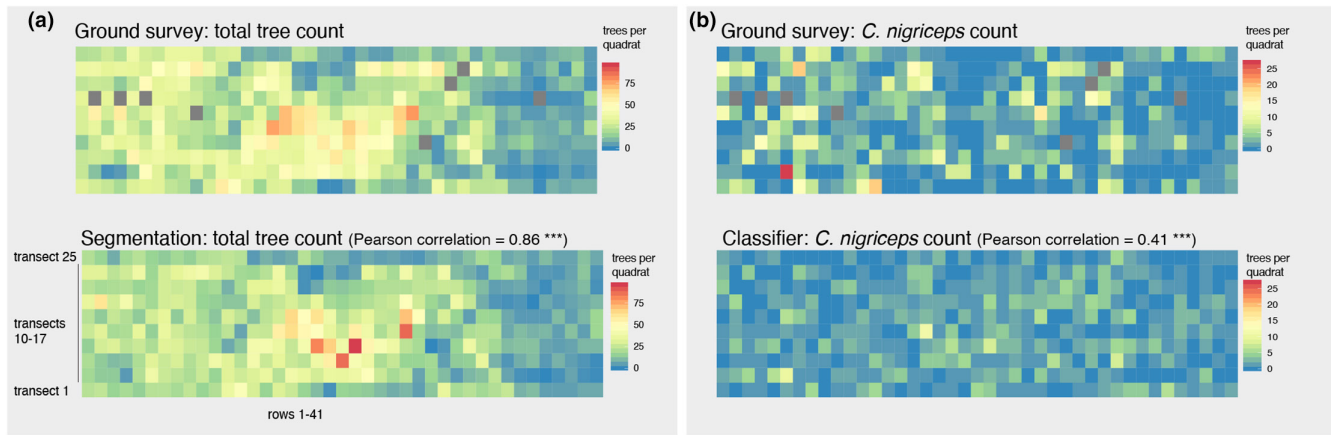 (a)
Ground survey: total tree count
trees per
quadrat
75
50
25
0
Segmentation: total tree count (Pearson correlation = 0.86 ***)
trees per
quadrat
transect 25
transects
10-17
transect 1
75
50
25
0
rows 1-41
(b)
Ground survey: C. nigriceps count
trees per
quadrat
25
20
15
10
5
0
Classifier: C. nigriceps count (Pearson correlation = 0.41 ***)
trees per
quadrat
25
20
15
10
5
0